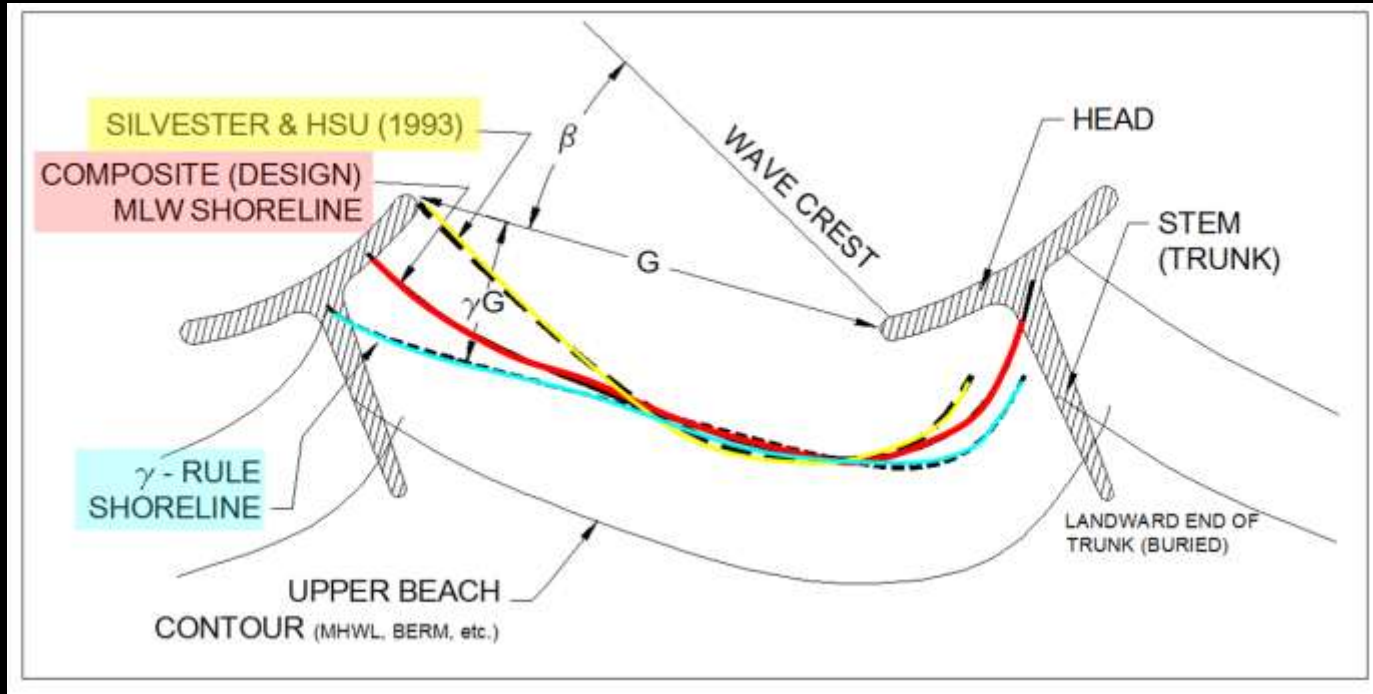 SILVESTER & HSU (1993)
COMPOSITE (DESIGN)
MLW SHORELINE
β
WAVE CREST
HEAD
STEM
(TRUNK)
G
γG
γ - RULE
SHORELINE
LANDWARD END OF
TRUNK (BURIED)
UPPER BEACH
CONTOUR (MHWL, BERM, etc.)